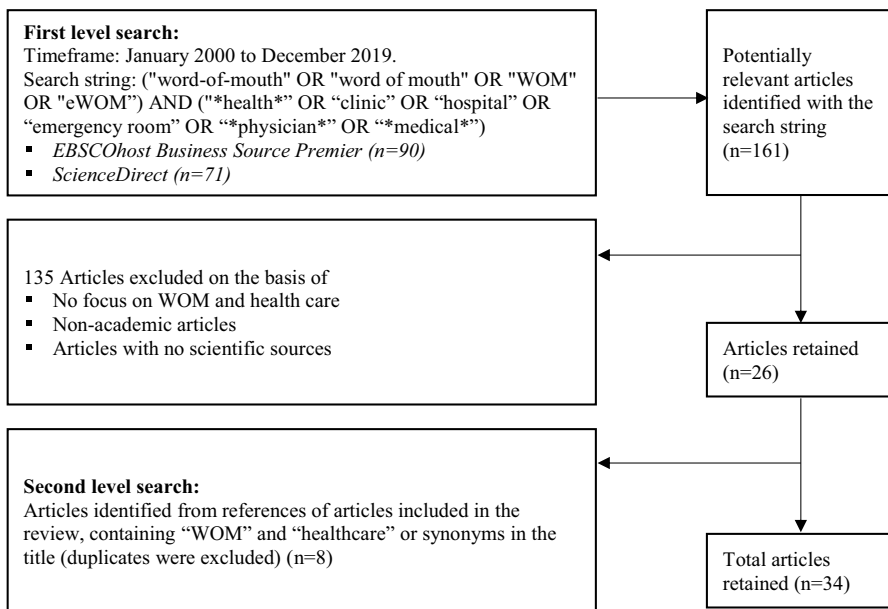 First level search:
Timeframe: January 2000 to December 2019.
Search string: ("word-of-mouth" OR "word of mouth" OR "WOM"
OR "eWOM”) AND ("*health*” OR “clinic” OR “hospital” OR
“emergency room” OR “*physician*” OR “*medical*”)
▪ EBSCOhost Business Source Premier (n=90)
▪ ScienceDirect (n=71)
Potentially
relevant articles
identified with the
search string
(n=161)
135 Articles excluded on the basis of
▪ No focus on WOM and health care
▪ Non-academic articles
▪ Articles with no scientific sources
Articles retained
(n=26)
Second level search:
Articles identified from references of articles included in the
review, containing “WOM” and “healthcare” or synonyms in the
title (duplicates were excluded) (n=8)
Total articles
retained (n=34)